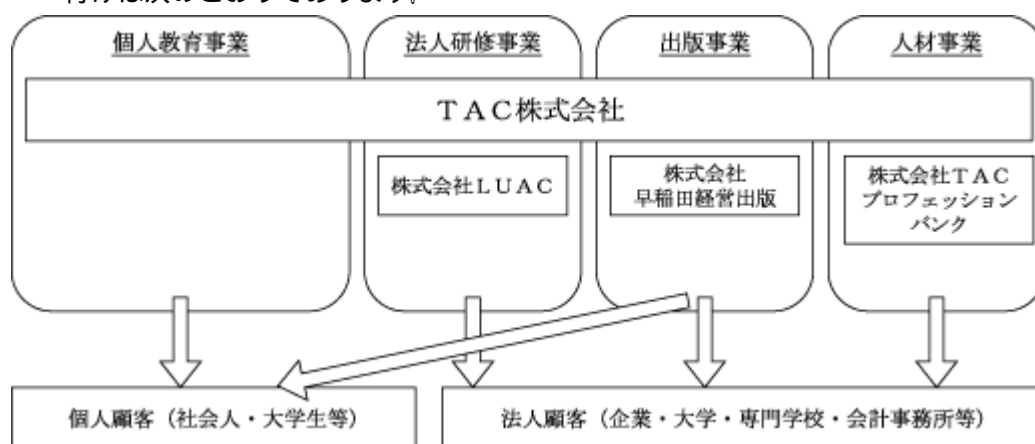 付けは次のとおりであります。
個人教育事業
法人研修事業
出版事業
人材事業
ＴＡＣ株式会社
株式会社ＬＵＡＣ
株式会社
早稲田経営出版
株式会社ＴＡＣ
プロフェッション
バンク
個人顧客（社会人・大学生等）
法人顧客（企業・大学・専門学校・会計事務所等）